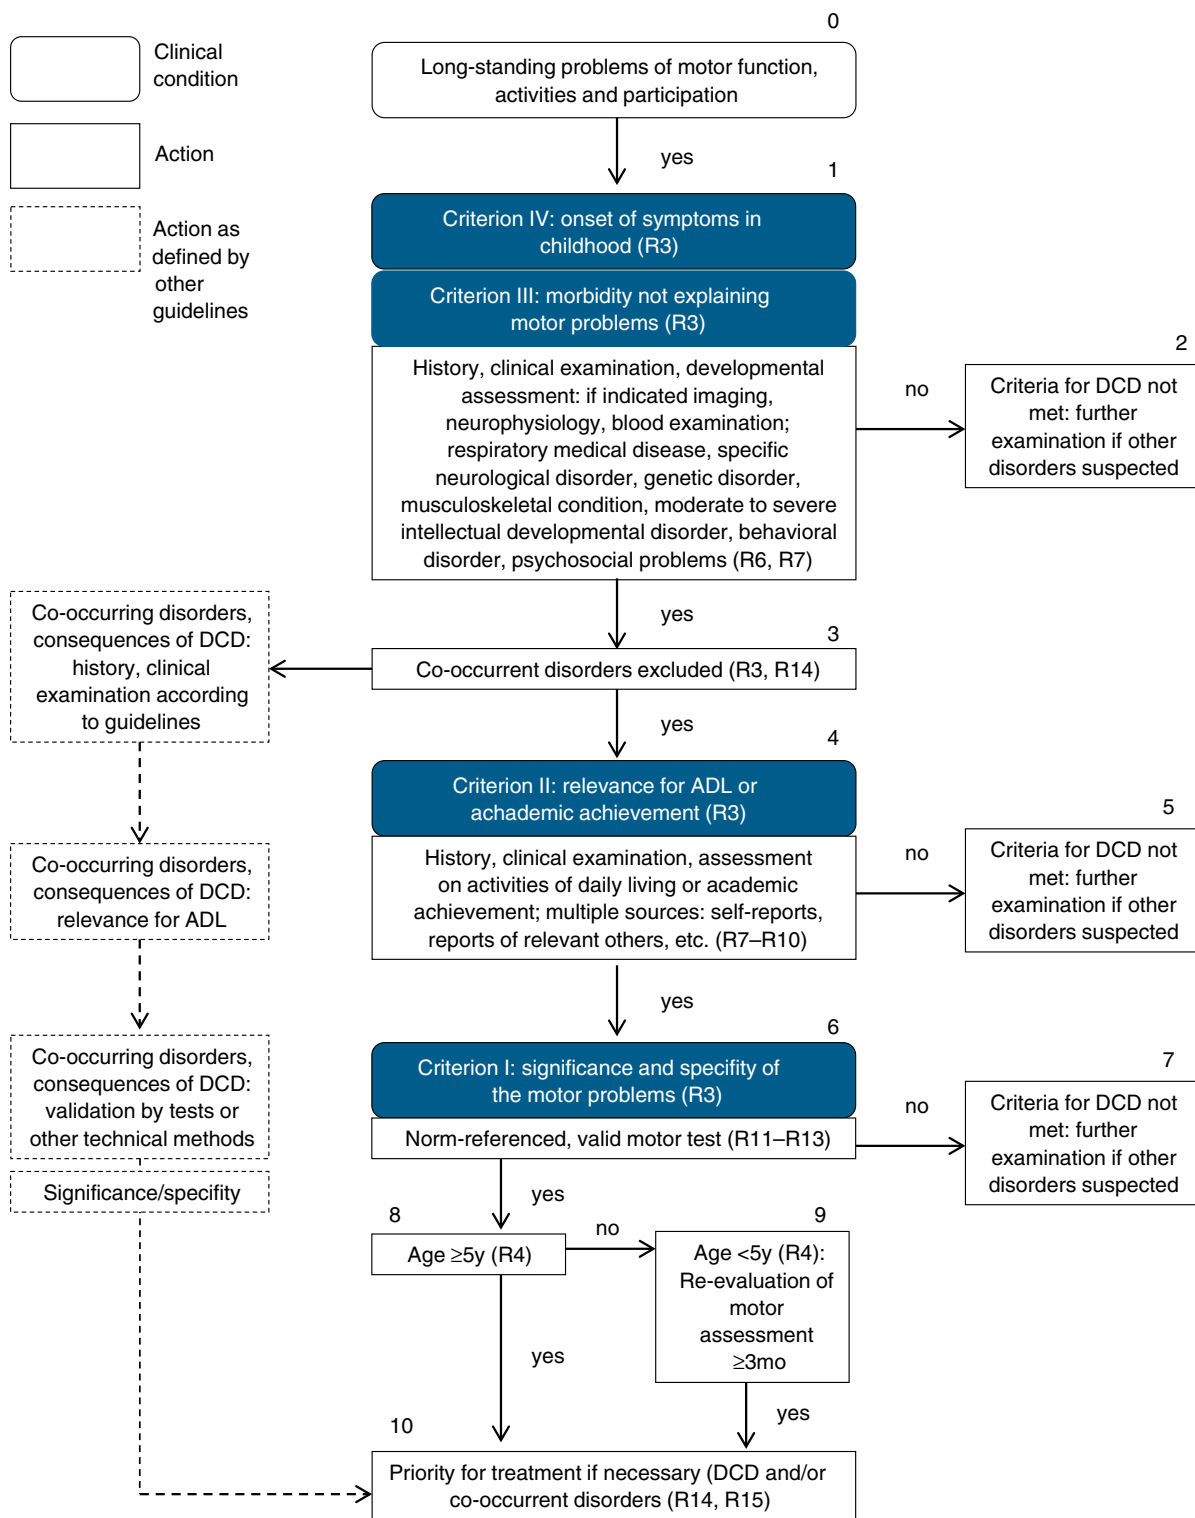 Clinical
condition
Action
Action as
defined by
other
guidelines
0
Long-standing problems of motor function,
activities and participation
yes
1
Criterion IV: onset of symptoms in
childhood (R3)
Criterion III: morbidity not explaining
motor problems (R3)
History, clinical examination, developmental
assessment: if indicated imaging,
neurophysiology, blood examination;
respiratory medical disease, specific
neurological disorder, genetic disorder,
musculoskeletal condition, moderate to severe
intellectual developmental disorder, behavioral
disorder, psychosocial problems (R6, R7)
no
2
Criteria for DCD not
met: further
examination if other
disorders suspected
yes
3
Co-occurrent disorders excluded (R3, R14)
Co-occurring disorders,
consequences of DCD:
history, clinical
examination according
to guidelines
yes
4
Criterion II: relevance for ADL or
achademic achievement (R3)
History, clinical examination, assessment
on activities of daily living or academic
achievement; multiple sources: self-reports,
reports of relevant others, etc. (R7–R10)
no
5
Criteria for DCD not
met: further
examination if other
disorders suspected
Co-occurring disorders,
consequences of DCD:
relevance for ADL
yes
6
Criterion I: significance and specifity of
the motor problems (R3)
Norm-referenced, valid motor test (R11–R13)
no
7
Criteria for DCD not
met: further
examination if other
disorders suspected
Co-occurring disorders,
consequences of DCD:
validation by tests or
other technical methods
Significance/specifity
yes
8
Age ≥5y (R4)
no
9
Age <5y (R4):
Re-evaluation of
motor
assessment
≥3mo
yes
yes
10
Priority for treatment if necessary (DCD and/or
co-occurrent disorders (R14, R15)